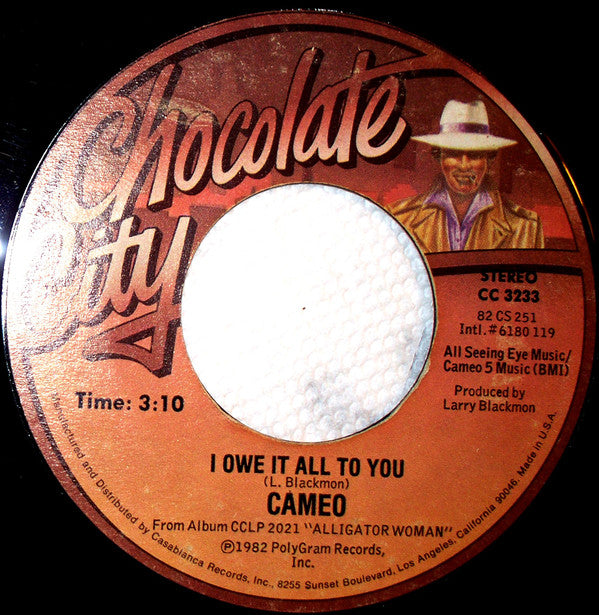 Chocolate
City
STEREO
CC 3233
82 CS 251
Intl. # 6180 119
All Seeing Eye Music/
Cameo 5 Music (BMI)
Produced by
Larry Blackmon
Time: 3:10
I OWE IT ALL TO YOU
(L. Blackmon)
CAMEO
From Album CCLP 2021 "ALLIGATOR WOMAN"
Ⓟ1982 PolyGram Records,
Inc.
Manufactured and Distributed by Casablanca Records, Inc., 8255 Sunset Boulevard, Los Angeles, California 90046, Made in U.S.A.